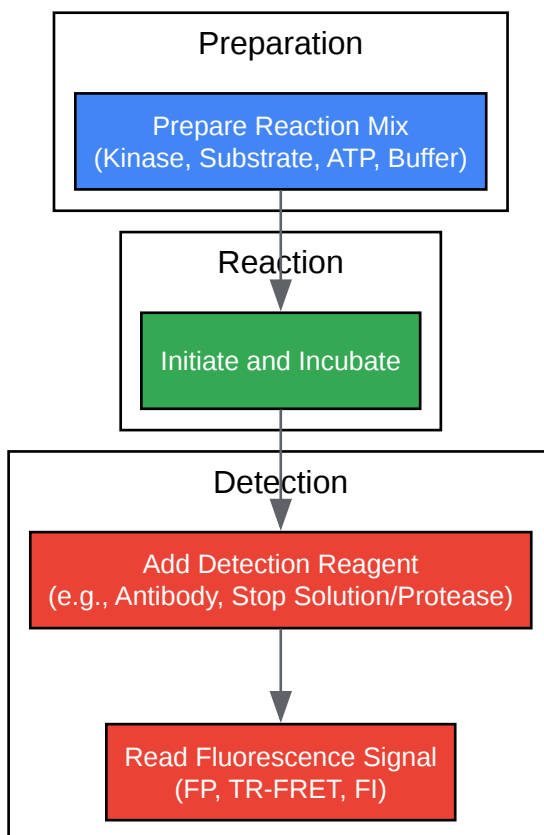 Preparation
Prepare Reaction Mix
(Kinase, Substrate, ATP, Buffer)
Reaction
Initiate and Incubate
Detection
Add Detection Reagent
(e.g., Antibody, Stop Solution/Protease)
Read Fluorescence Signal
(FP, TR-FRET, FI)